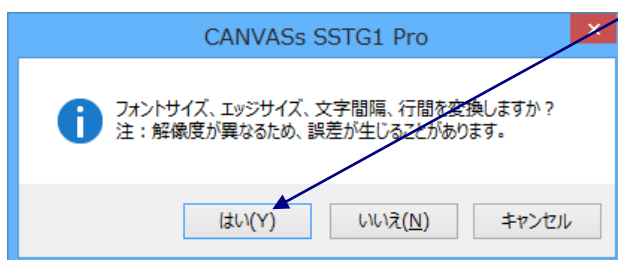 CANVASs SSTG1 Pro
フォントサイズ、エッジサイズ、文字間隔、行間を変換しますか？
注：解像度が異なるため、誤差が生じることがあります。
はい(Y) いいえ(N) キャンセル